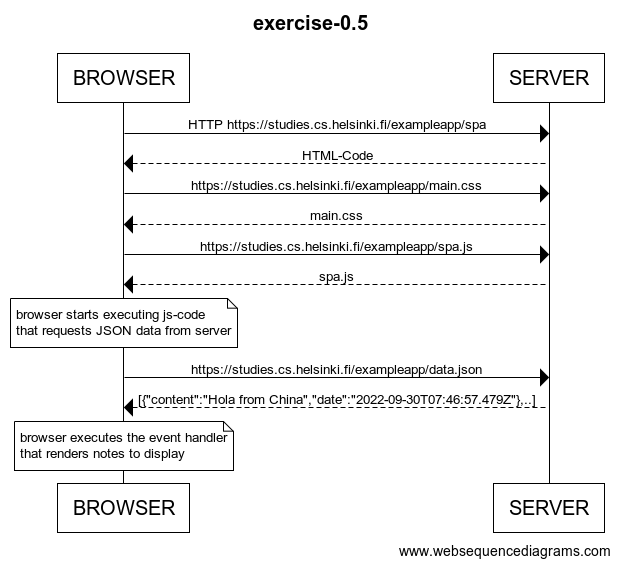 exercise-0.5
BROWSER
SERVER
HTTP https://studies.cs.helsinki.fi/exampleapp/spa
HTML-Code
https://studies.cs.helsinki.fi/exampleapp/main.css
main.css
https://studies.cs.helsinki.fi/exampleapp/spa.js
spa.js
browser starts executing js-code
that requests JSON data from server
https://studies.cs.helsinki.fi/exampleapp/data.json
[{"content":"Hola from China","date":"2022-09-30T07:46:57.479Z"},...]
browser executes the event handler
that renders notes to display
BROWSER
SERVER
www.websequencediagrams.com